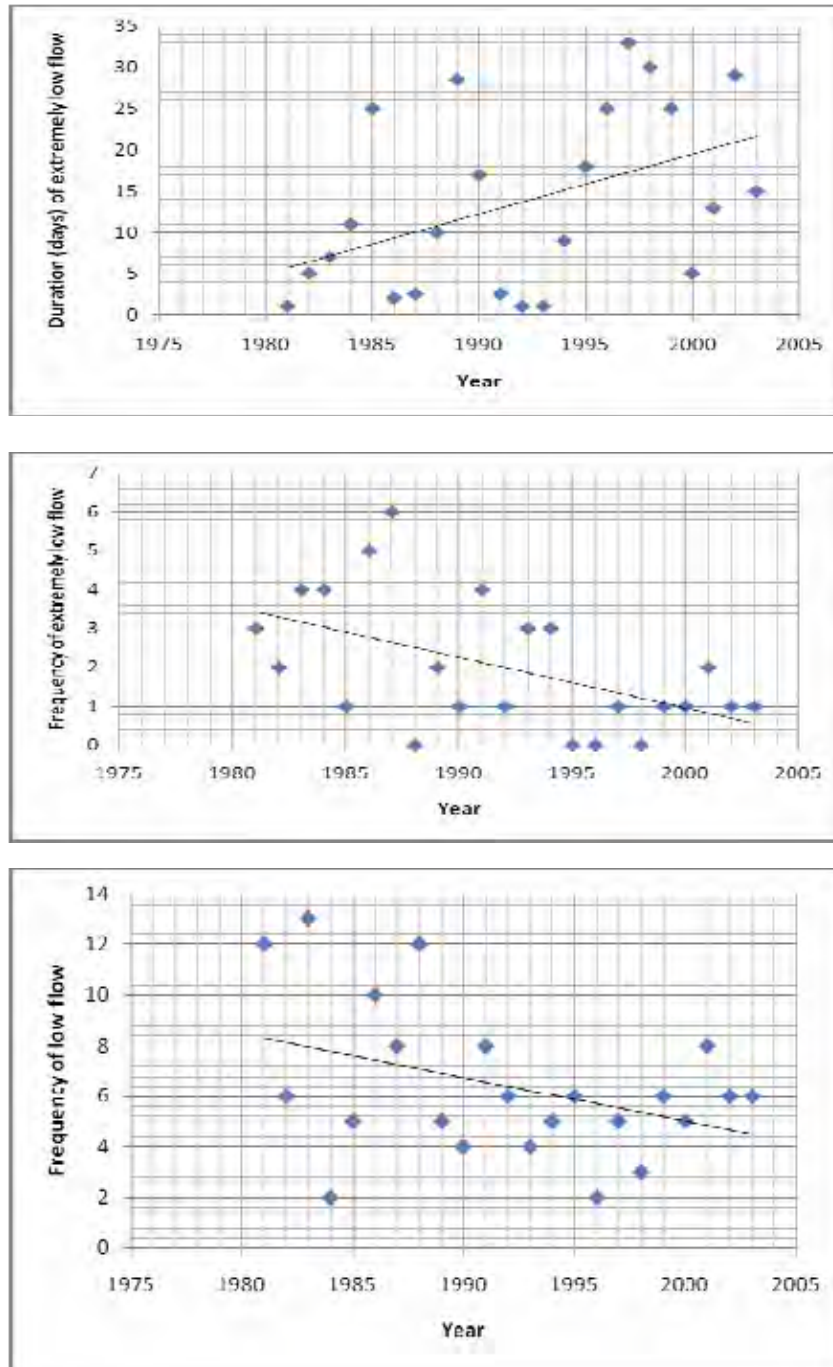 Duration (days) of extremely low flow
35
30
25
20
15
10
5
0
1975 1980 1985 1990 1995 2000 2005
Year
Frequency of extremely low flow
7
6
5
4
3
2
1
0
1975 1980 1985 1990 1995 2000 2005
Year
Frequency of low flow
14
12
10
8
6
4
2
0
1975 1980 1985 1990 1995 2000 2005
Year